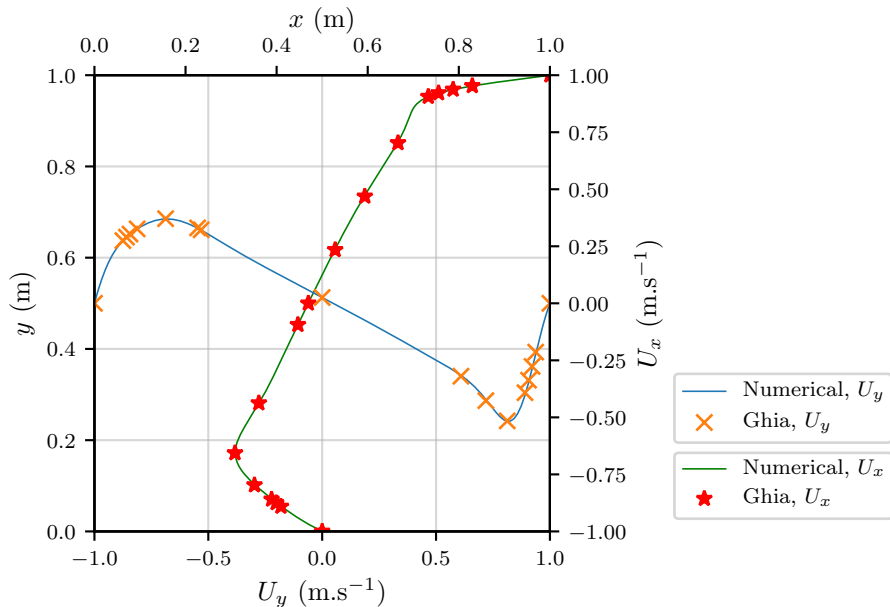 x (m)
0.0 0.2 0.4 0.6 0.8 1.0
1.0 1.00
0.75
0.8
0.50
0.6 0.25
y (m) 0.00 U_x (m.s⁻¹)
0.4 −0.25
−0.50
0.2
−0.75
0.0 −1.00
−1.0 −0.5 0.0 0.5 1.0
U_y (m.s⁻¹)
Numerical, U_y
Ghia, U_y
Numerical, U_x
Ghia, U_x